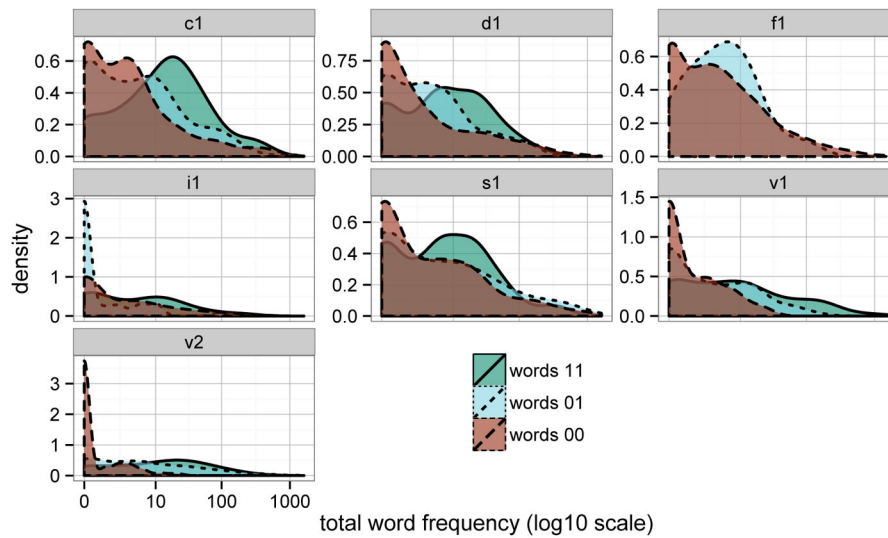 c1 d1 f1
0.6 0.75 0.6
0.4 0.50 0.4
0.2 0.25 0.2
0.0 0.00 0.0
i1 s1 v1
3 0.6 1.5
2 0.4 1.0
1 0.2 0.5
0 0.0 0.0
density
v2
3
2
1
0
words 11
words 01
words 00
0 10 100 1000
total word frequency (log10 scale)